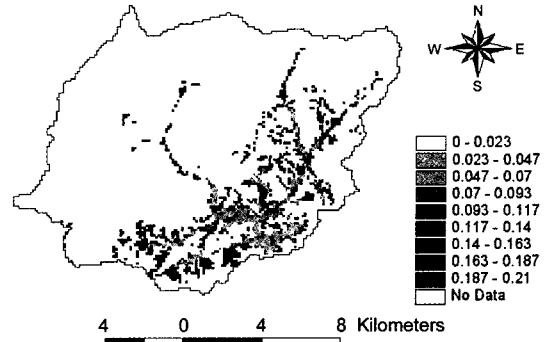 N
W E
S
0 - 0.023
0.023 - 0.047
0.047 - 0.07
0.07 - 0.093
0.093 - 0.117
0.117 - 0.14
0.14 - 0.163
0.163 - 0.187
0.187 - 0.21
No Data
4 0 4 8 Kilometers